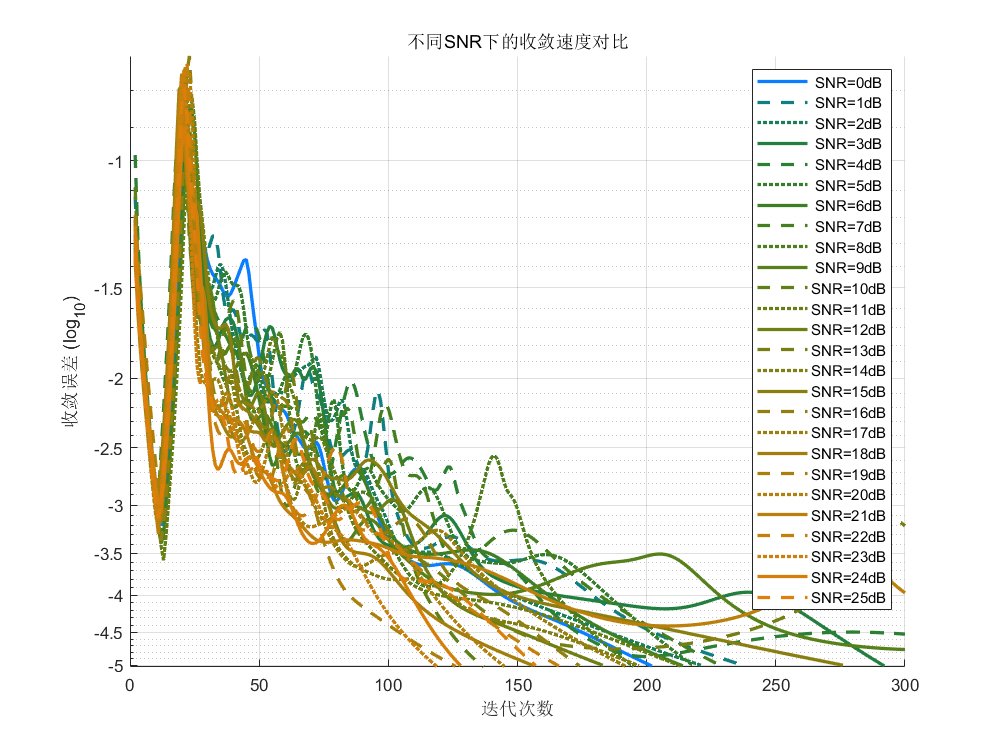 不同SNR下的收敛速度对比
收敛误差 (log10)
-1
-1.5
-2
-2.5
-3
-3.5
-4
-4.5
-5
0
50
100
150
200
250
300
迭代次数
SNR=0dB
SNR=1dB
SNR=2dB
SNR=3dB
SNR=4dB
SNR=5dB
SNR=6dB
SNR=7dB
SNR=8dB
SNR=9dB
SNR=10dB
SNR=11dB
SNR=12dB
SNR=13dB
SNR=14dB
SNR=15dB
SNR=16dB
SNR=17dB
SNR=18dB
SNR=19dB
SNR=20dB
SNR=21dB
SNR=22dB
SNR=23dB
SNR=24dB
SNR=25dB